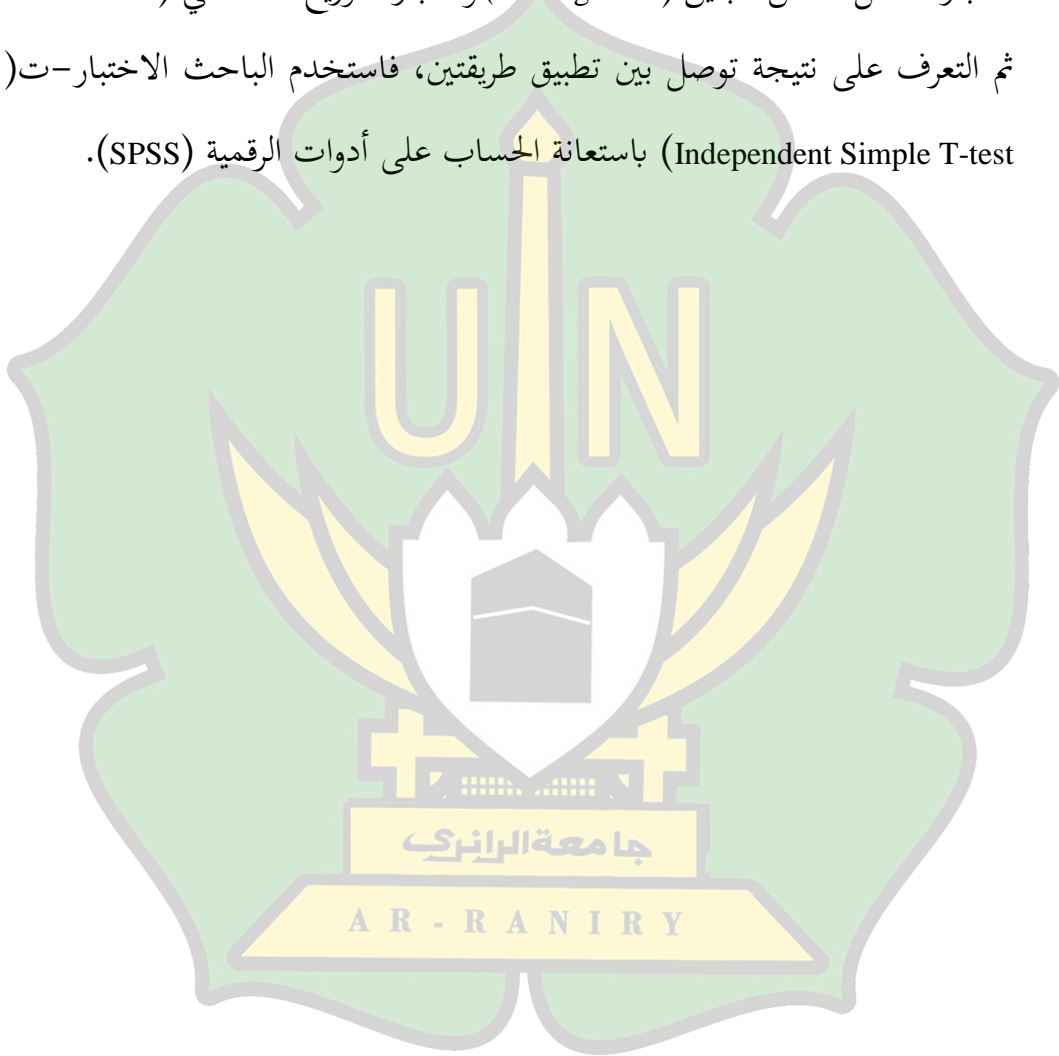 ثم التعرف على نتيجة توصل بين تطبيق طريقتين، فاستخدم الباحث الاختبار-ت(
Independent Simple T-test) باستعانة الحساب على أدوات الرقمية (SPSS).
UIN
جامعة الرانري
AR-RANIRY